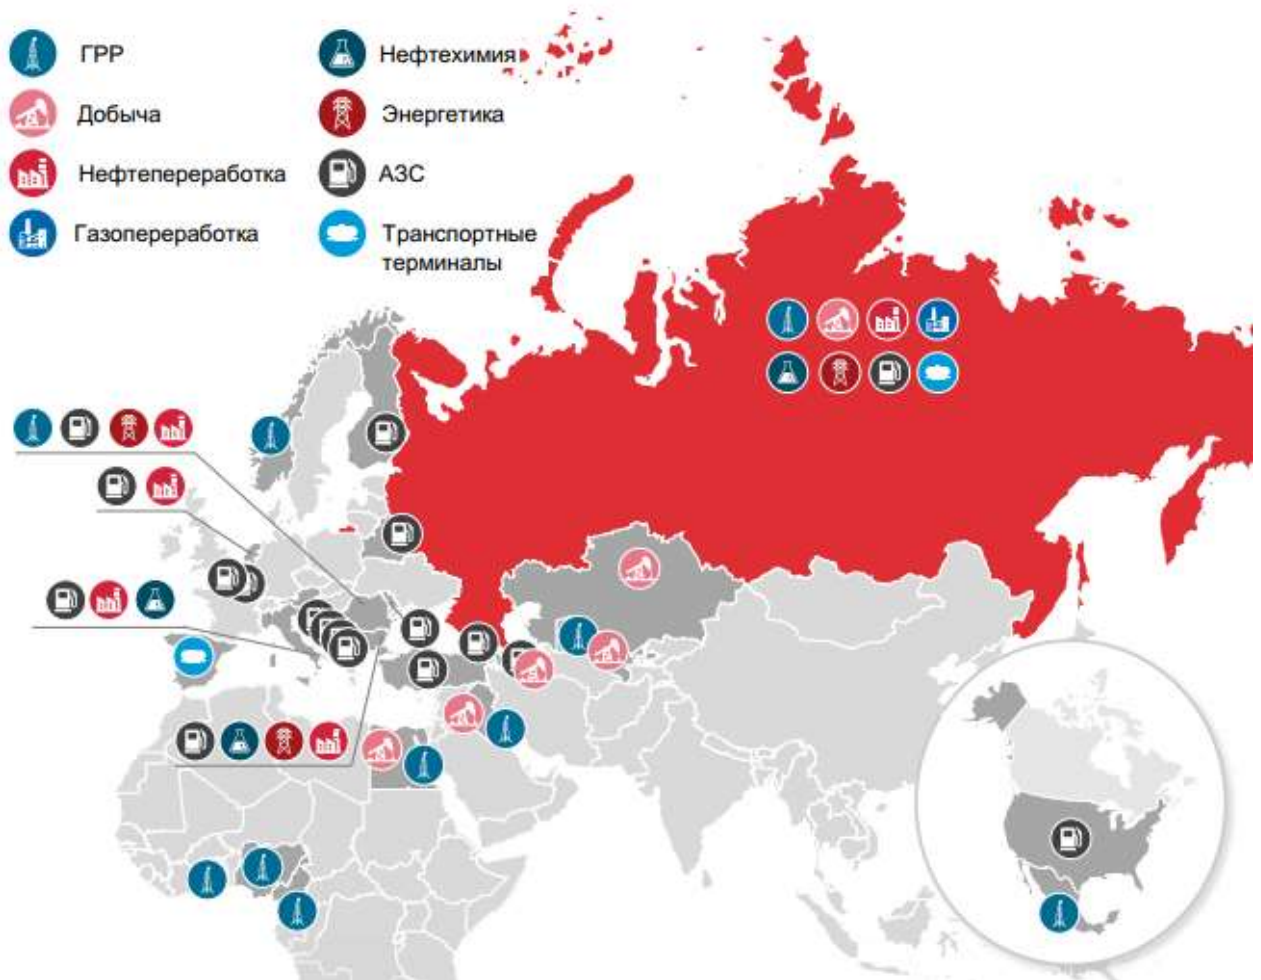 ГРР
Добыча
Нефтепереработка
Газопереработка
Нефтехимия
Энергетика
АЗС
Транспортные
терминалы